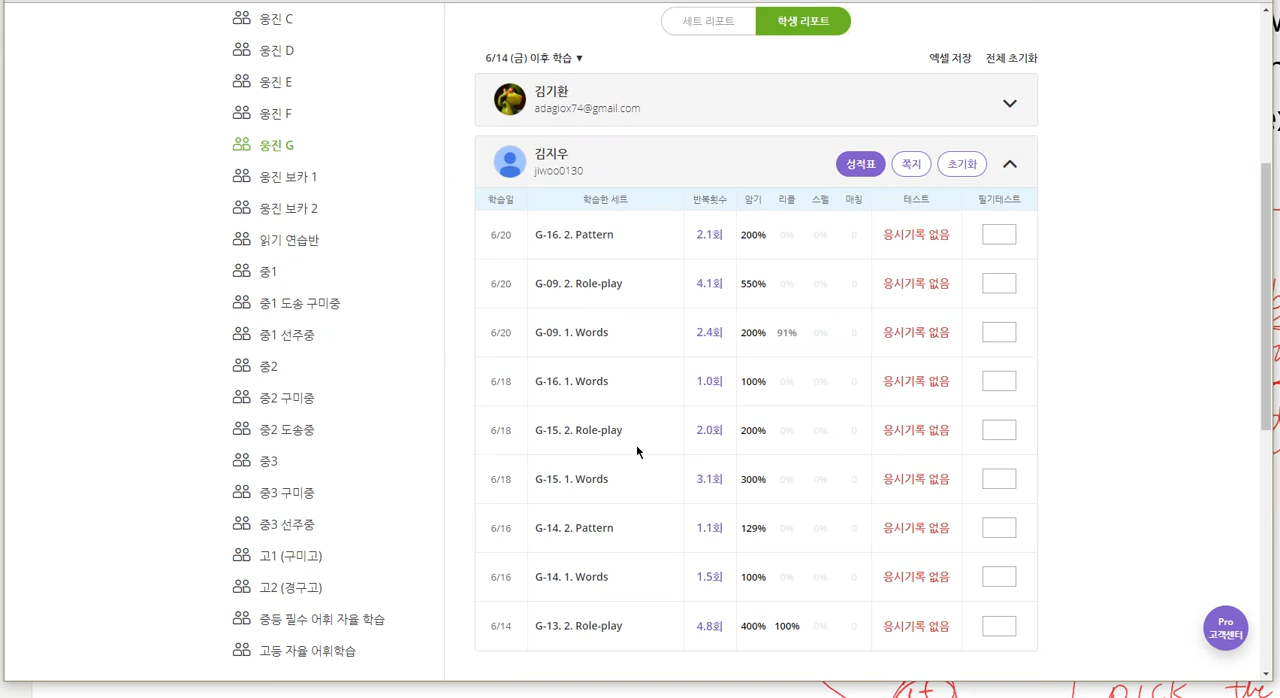 웅진 C
웅진 D
웅진 E
웅진 F
웅진 G
웅진 보카 1
웅진 보카 2
읽기 연습반
중1
중1 도송 구미중
중1 선주중
중2
중2 구미중
중2 도송중
중3
중3 구미중
중3 선주중
고1 (구미고)
고2 (경구고)
중등 필수 어휘 자율 학습
고등 자율 어휘학습
세트 리포트 학생 리포트
6/14 (금) 이후 학습 ▼ 엑셀 저장 전체 초기화
김기환
adagiox74@gmail.com
김지우
jiwoo0130
성적표 쪽지 초기화
학습일 학습한 세트 반복횟수 암기 리콜 스펠 매칭 테스트 필기테스트
6/20 G-16. 2. Pattern 2.1회 200% 0% 0% 0 응시기록 없음
6/20 G-09. 2. Role-play 4.1회 550% 0% 0% 0 응시기록 없음
6/20 G-09. 1. Words 2.4회 200% 91% 0% 0 응시기록 없음
6/18 G-16. 1. Words 1.0회 100% 0% 0% 0 응시기록 없음
6/18 G-15. 2. Role-play 2.0회 200% 0% 0% 0 응시기록 없음
6/18 G-15. 1. Words 3.1회 300% 0% 0% 0 응시기록 없음
6/16 G-14. 2. Pattern 1.1회 129% 0% 0% 0 응시기록 없음
6/16 G-14. 1. Words 1.5회 100% 0% 0% 0 응시기록 없음
6/14 G-13. 2. Role-play 4.8회 400% 100% 0% 0 응시기록 없음
Pro
고객센터
pick the